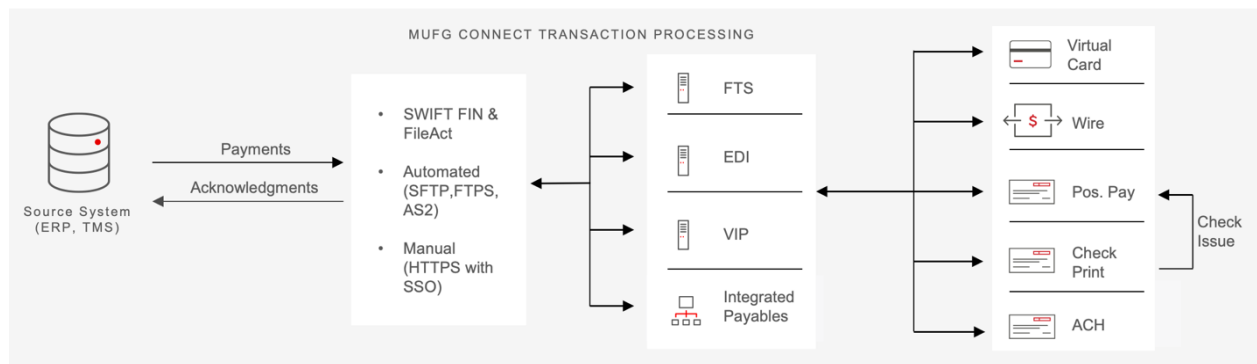 MUFG CONNECT TRANSACTION PROCESSING
Source System
(ERP, TMS)
Payments
Acknowledgments
• SWIFT FIN &
FileAct
• Automated
(SFTP,FTPS,
AS2)
• Manual
(HTTPS with
SSO)
FTS
EDI
VIP
Integrated
Payables
Virtual
Card
$
Wire
Pos. Pay
Check
Print
ACH
Check
Issue